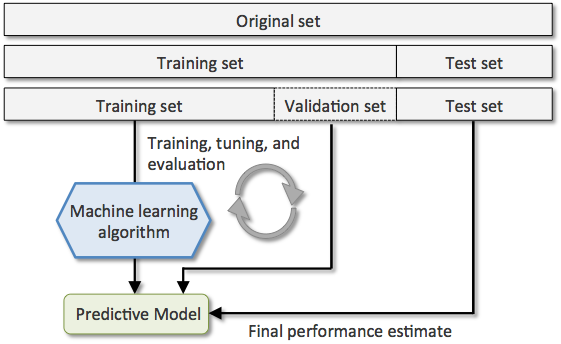 Original set
Training set
Test set
Training set
Validation set
Test set
Training, tuning, and
evaluation
Machine learning
algorithm
Predictive Model
Final performance estimate